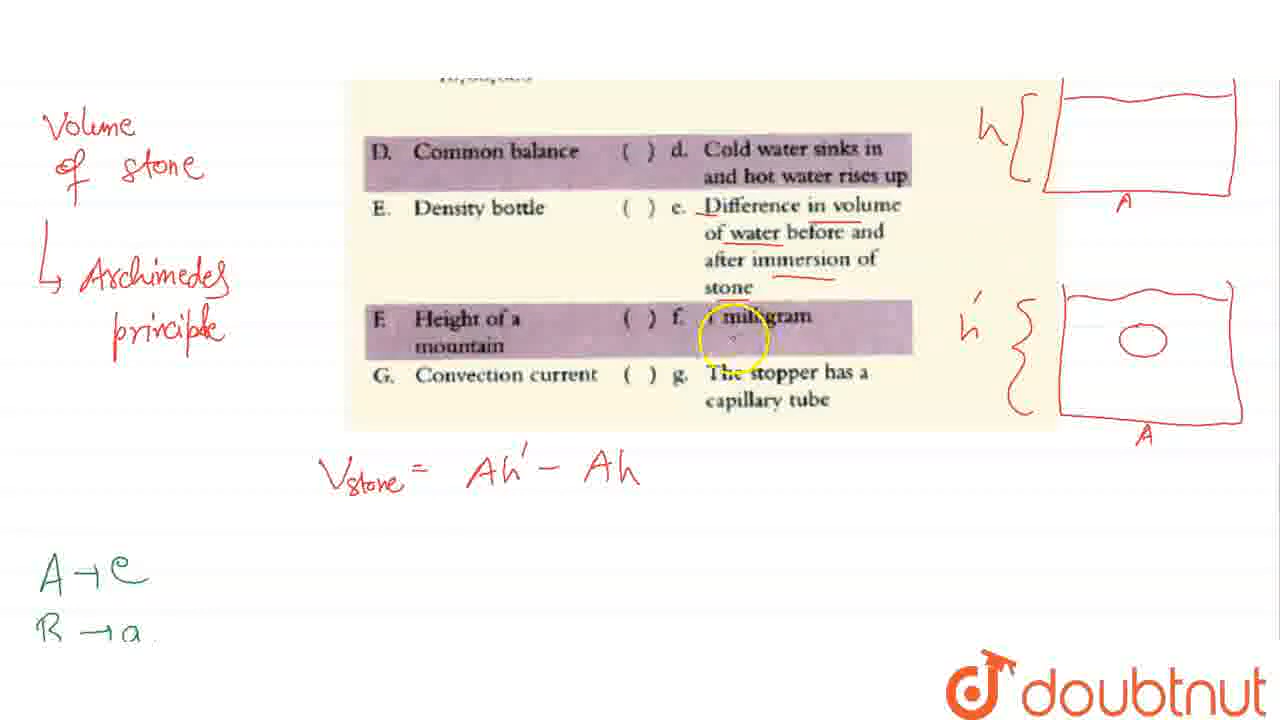 Volume
of stone
↳ Archimedes
principle
D. Common balance ( ) d. Cold water sinks in
and hot water rises up
E. Density bottle ( ) e. Difference in volume
of water before and
after immersion of
stone
F. Height of a ( ) f. 1 milligram
mountain
G. Convection current ( ) g. The stopper has a
capillary tube
h
A
h'
A
Vstone = Ah' - Ah
A → e
B → a
doubtnut